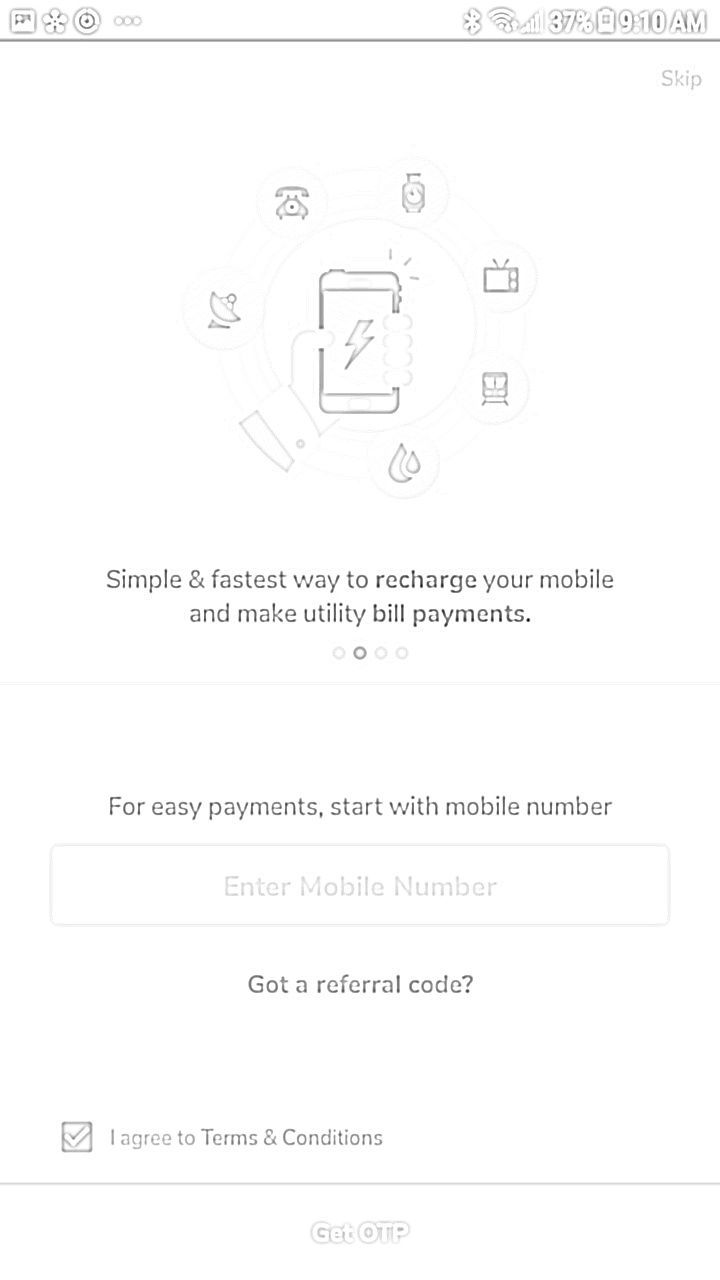 37% 9:10 AM
Skip
Simple & fastest way to recharge your mobile
and make utility bill payments.
For easy payments, start with mobile number
Enter Mobile Number
Got a referral code?
I agree to Terms & Conditions
Get OTP